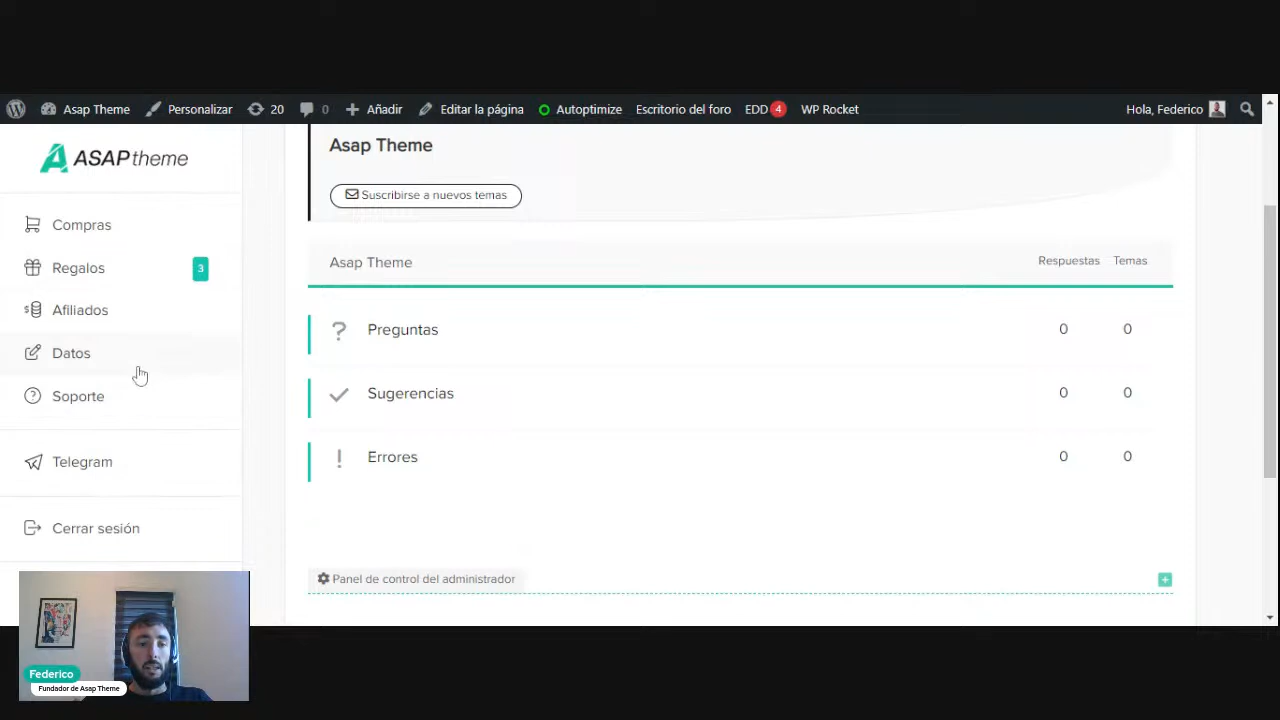 Asap Theme Personalizar 20 0 Añadir Editar la página Autoptimize Escritorio del foro EDD 4 WP Rocket Hola, Federico
ASAPtheme
Compras
Regalos 3
Afiliados
Datos
Soporte
Telegram
Cerrar sesión
Asap Theme
Suscribirse a nuevos temas
Asap Theme Respuestas Temas
Preguntas 0 0
Sugerencias 0 0
Errores 0 0
Panel de control del administrador
Federico
Fundador de Asap Theme